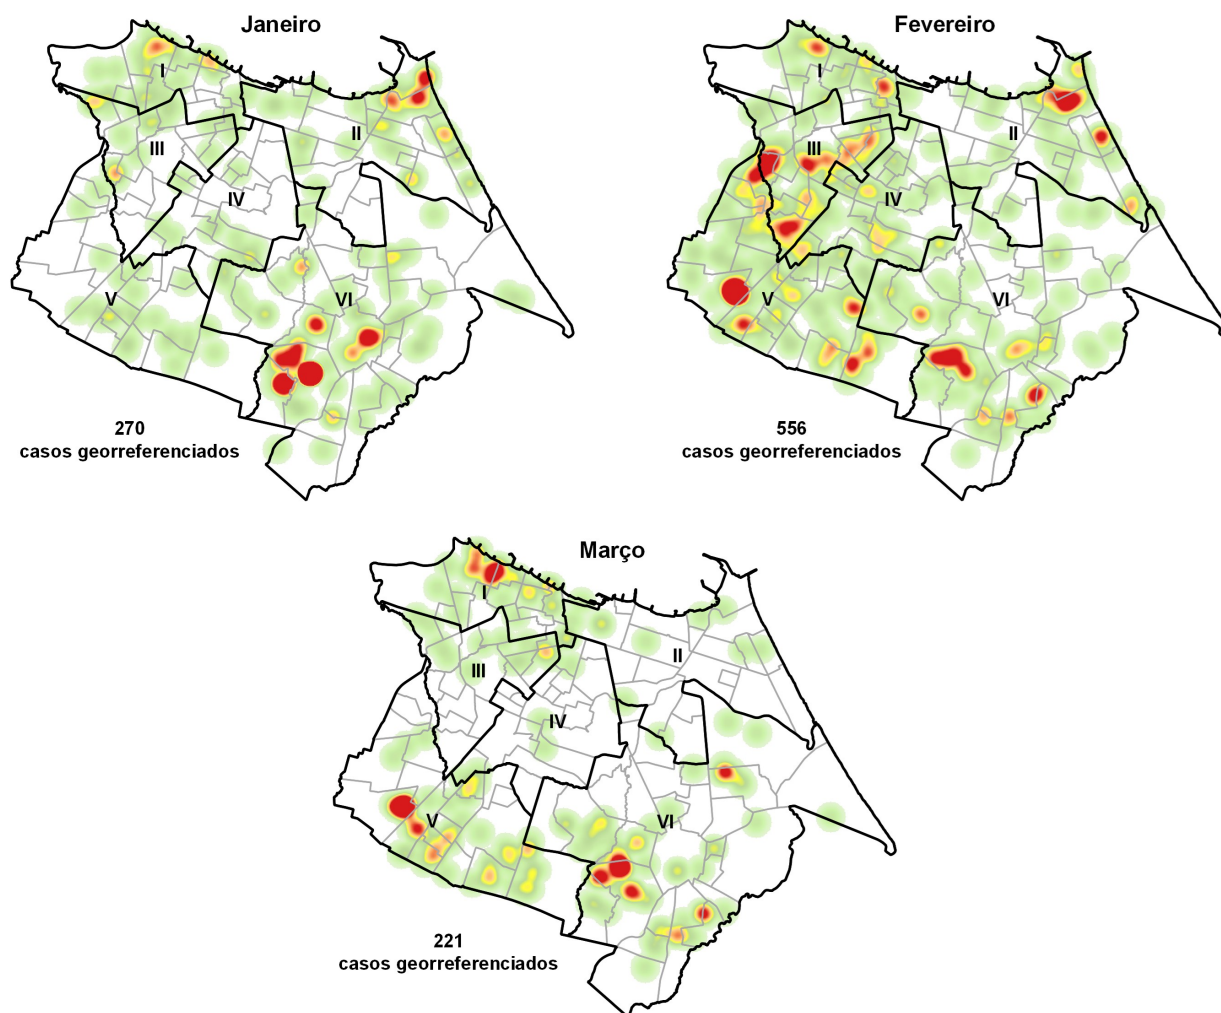 Janeiro
I
II
III
IV
V
VI
270
casos georreferenciados
Fevereiro
I
II
III
IV
V
VI
556
casos georreferenciados
Março
I
II
III
IV
V
VI
221
casos georreferenciados